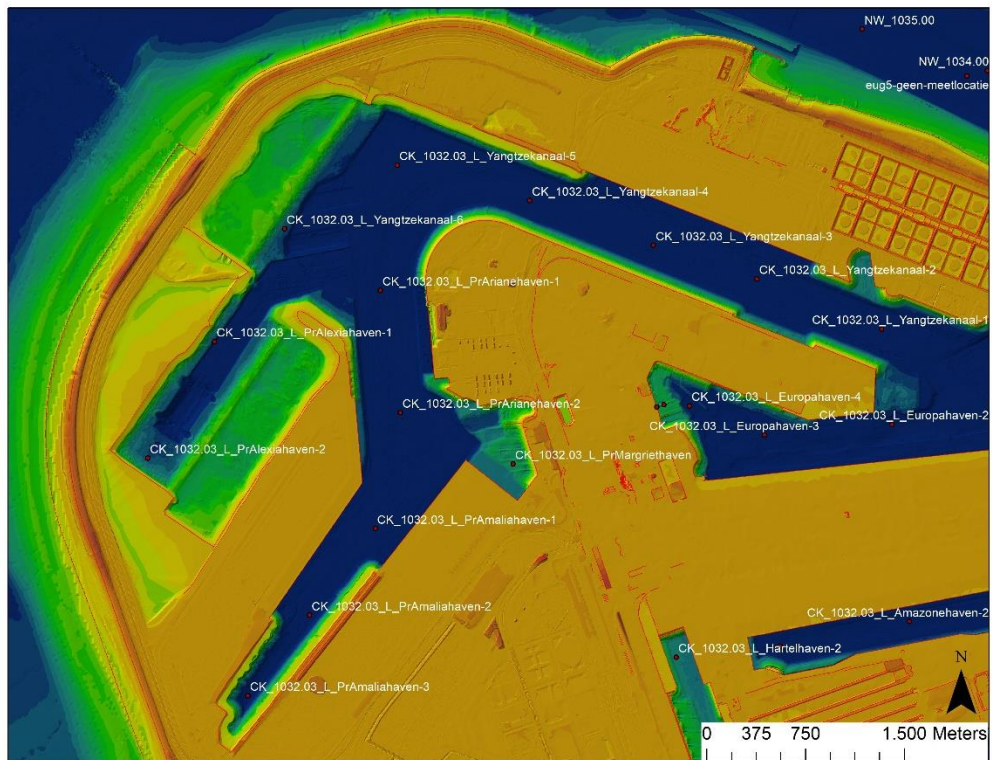 NW_1035.00
NW_1034.00
eug5-geen-meetlocatie
CK_1032.03_L_Yangtzekanaal-5
CK_1032.03_L_Yangtzekanaal-4
CK_1032.03_L_Yangtzekanaal-6
CK_1032.03_L_Yangtzekanaal-3
CK_1032.03_L_Yangtzekanaal-2
CK_1032.03_L_PrArianehaven-1
CK_1032.03_L_Yangtzekanaal-1
CK_1032.03_L_PrAlexiahaven-1
CK_1032.03_L_Europahaven-4
CK_1032.03_L_PrArianehaven-2
CK_1032.03_L_Europahaven-2
CK_1032.03_L_Europahaven-3
CK_1032.03_L_PrAlexiahaven-2
CK_1032.03_L_PrMargriethaven
CK_1032.03_L_PrAmaliahaven-1
CK_1032.03_L_PrAmaliahaven-2
CK_1032.03_L_Amazonehaven-2
CK_1032.03_L_Hartelhaven-2
CK_1032.03_L_PrAmaliahaven-3
N
0 375 750 1.500 Meters